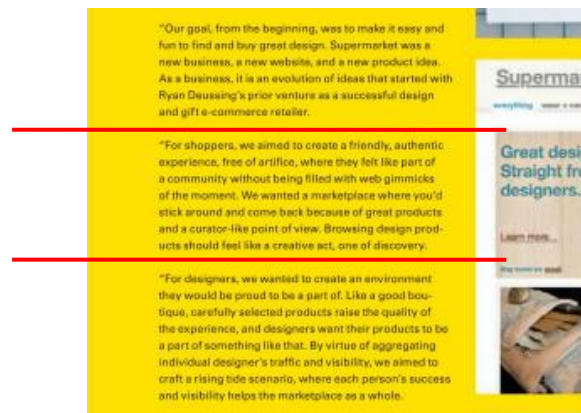 “Our goal, from the beginning, was to make it easy and
fun to find and buy great design. Supermarket was a
new business, a new website, and a new product idea.
As a business, it is an evolution of ideas that started with
Ryan Deussing’s prior venture as a successful design
and gift e-commerce retailer.
“For shoppers, we aimed to create a friendly, authentic
experience, free of artifice, where they felt like part of
a community without being filled with web gimmicks
of the moment. We wanted a marketplace where you’d
stick around and come back because of great products
and a curator-like point of view. Browsing design prod-
ucts should feel like a creative act, one of discovery.
“For designers, we wanted to create an environment
they would be proud to be a part of. Like a good bou-
tique, carefully selected products raise the quality of
the experience, and designers want their products to be
a part of something like that. By virtue of aggregating
individual designer’s traffic and visibility, we aimed to
craft a rising tide scenario, where each person’s success
and visibility helps the marketplace as a whole.
Superma
everything
Great desi
Straight fr
designers.
Learn more...